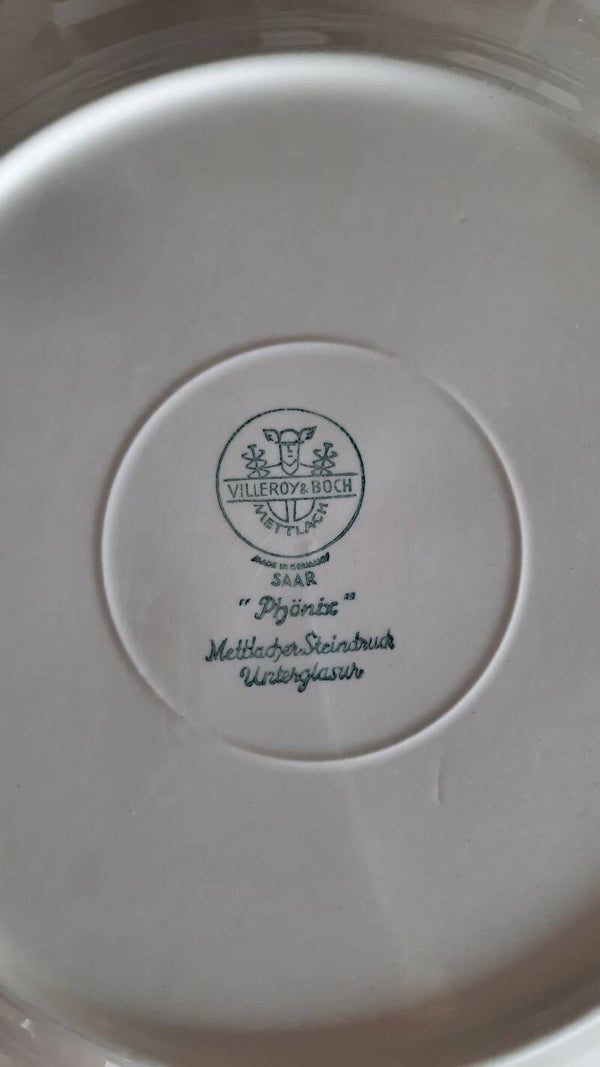 VILLEROY & BOCH
METTLACH
MADE IN GERMANY
SAAR
"Phönix"
Mettlacher Steindruck
Unterglasur